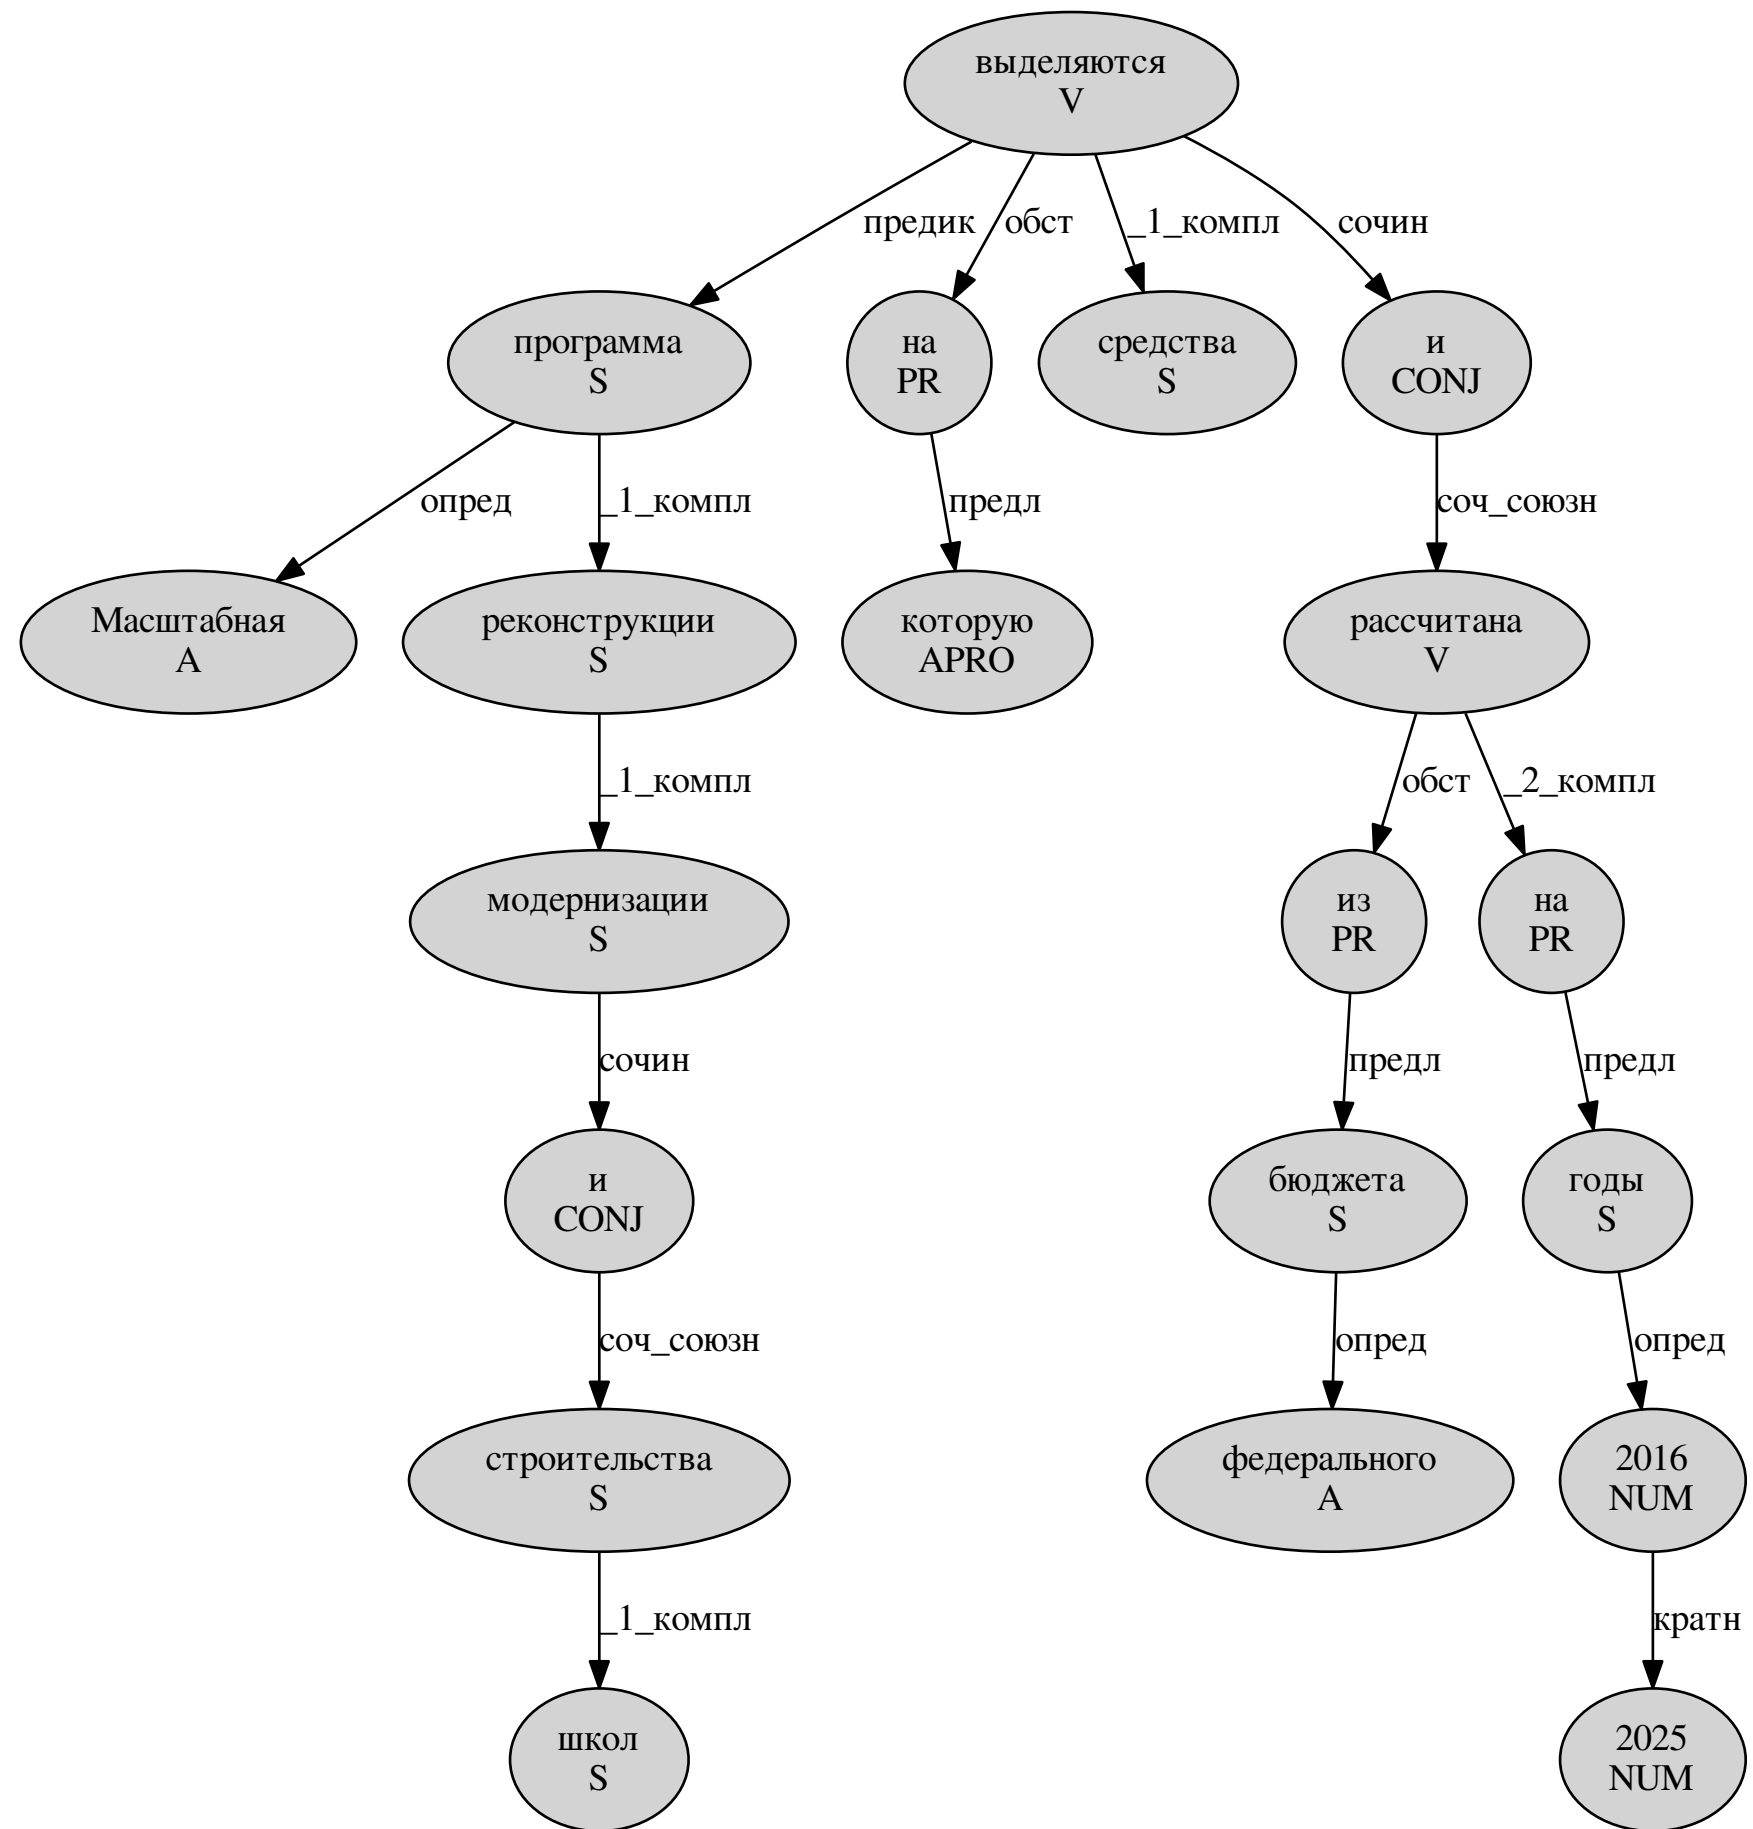 выделяются
V
предик
обст
_1_компл
сочин
программа
S
на
PR
средства
S
и
CONJ
опред
_1_компл
предл
соч_союзн
Масштабная
A
реконструкции
S
которую
APRO
рассчитана
V
_1_компл
обст
_2_компл
модернизации
S
из
PR
на
PR
сочин
предл
предл
и
CONJ
бюджета
S
годы
S
соч_союзн
опред
опред
строительства
S
федерального
A
2016
NUM
_1_компл
кратн
школ
S
2025
NUM